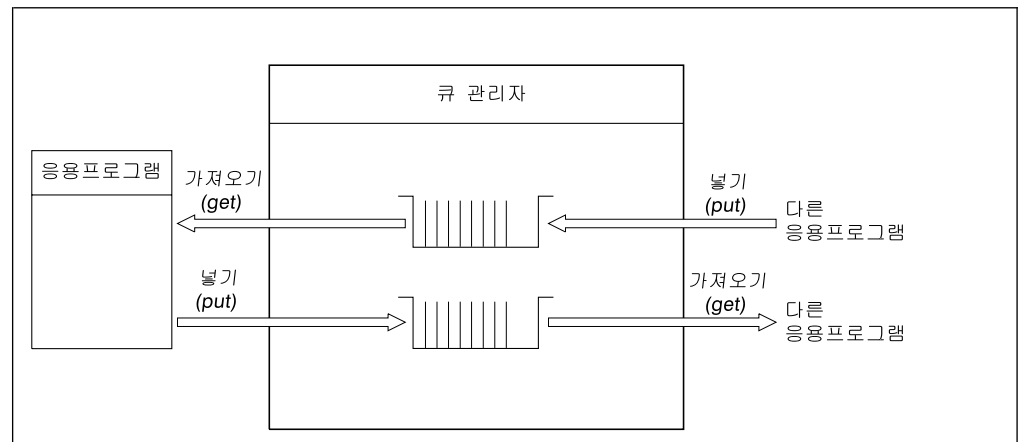 큐 관리자
응용프로그램
가져오기
(get)
넣기
(put)
다른
응용프로그램
넣기
(put)
가져오기
(get)
다른
응용프로그램